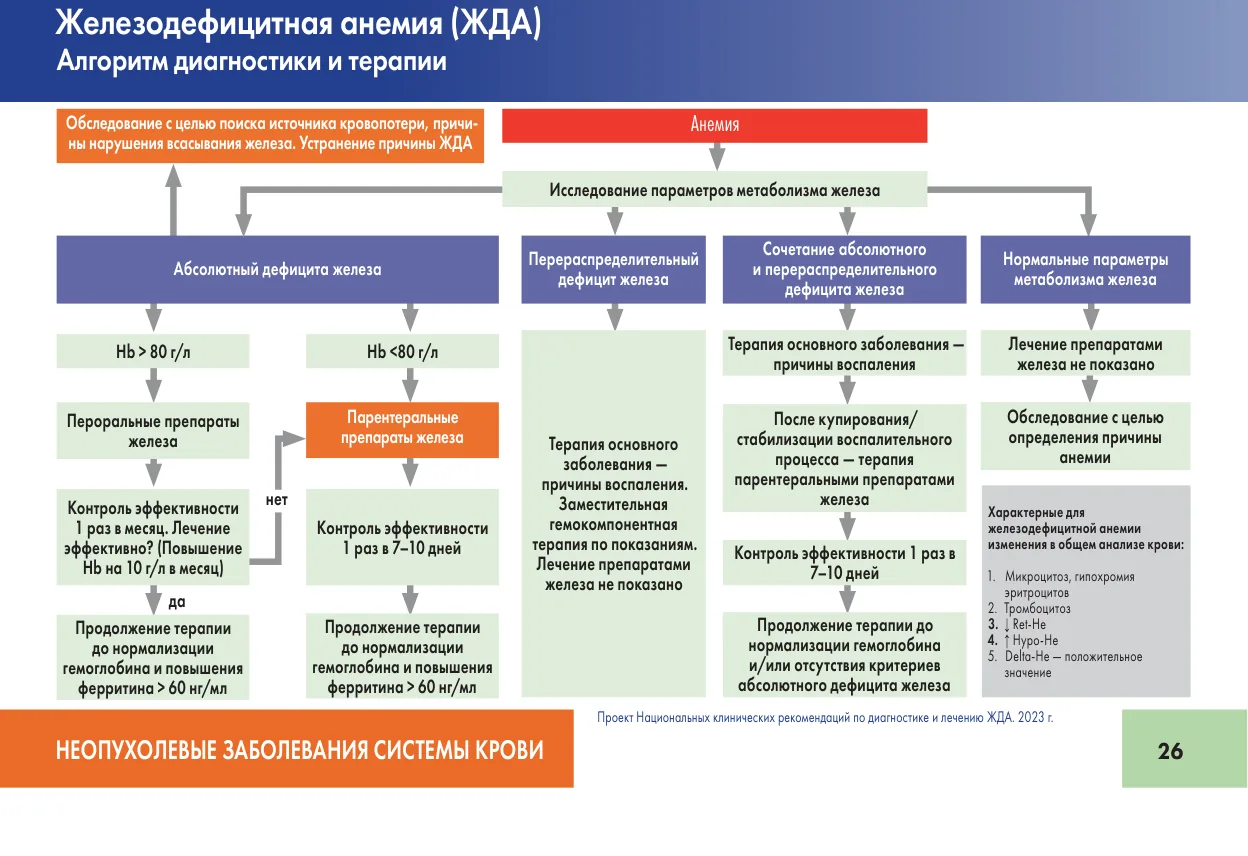 Железодефицитная анемия (ЖДА)
Алгоритм диагностики и терапии
Обследование с целью поиска источника кровопотери, причи-
ны нарушения всасывания железа. Устранение причины ЖДА
Анемия
Исследование параметров метаболизма железа
Абсолютный дефицита железа
Перераспределительный
дефицит железа
Сочетание абсолютного
и перераспределительного
дефицита железа
Нормальные параметры
метаболизма железа
Hb > 80 г/л
Пероральные препараты
железа
Контроль эффективности
1 раз в месяц. Лечение
эффективно? (Повышение
Hb на 10 г/л в месяц)
нет
да
Продолжение терапии
до нормализации
гемоглобина и повышения
ферритина > 60 нг/мл
Hb <80 г/л
Парентеральные
препараты железа
Контроль эффективности
1 раз в 7–10 дней
Продолжение терапии
до нормализации
гемоглобина и повышения
ферритина > 60 нг/мл
Терапия основного
заболевания —
причины воспаления.
Заместительная
гемокомпонентная
терапия по показаниям.
Лечение препаратами
железа не показано
Терапия основного заболевания —
причины воспаления
После купирования/
стабилизации воспалительного
процесса — терапия
парентеральными препаратами
железа
Контроль эффективности 1 раз в
7–10 дней
Продолжение терапии до
нормализации гемоглобина
и/или отсутствия критериев
абсолютного дефицита железа
Лечение препаратами
железа не показано
Обследование с целью
определения причины
анемии
Характерные для
железодефицитной анемии
изменения в общем анализе крови:
1. Микроцитоз, гипохромия
эритроцитов
2. Тромбоцитоз
3. ↓ Ret-He
4. ↑ Hypo-He
5. Delta-He — положительное
значение
Проект Национальных клинических рекомендаций по диагностике и лечению ЖДА. 2023 г.
НЕОПУХОЛЕВЫЕ ЗАБОЛЕВАНИЯ СИСТЕМЫ КРОВИ
26